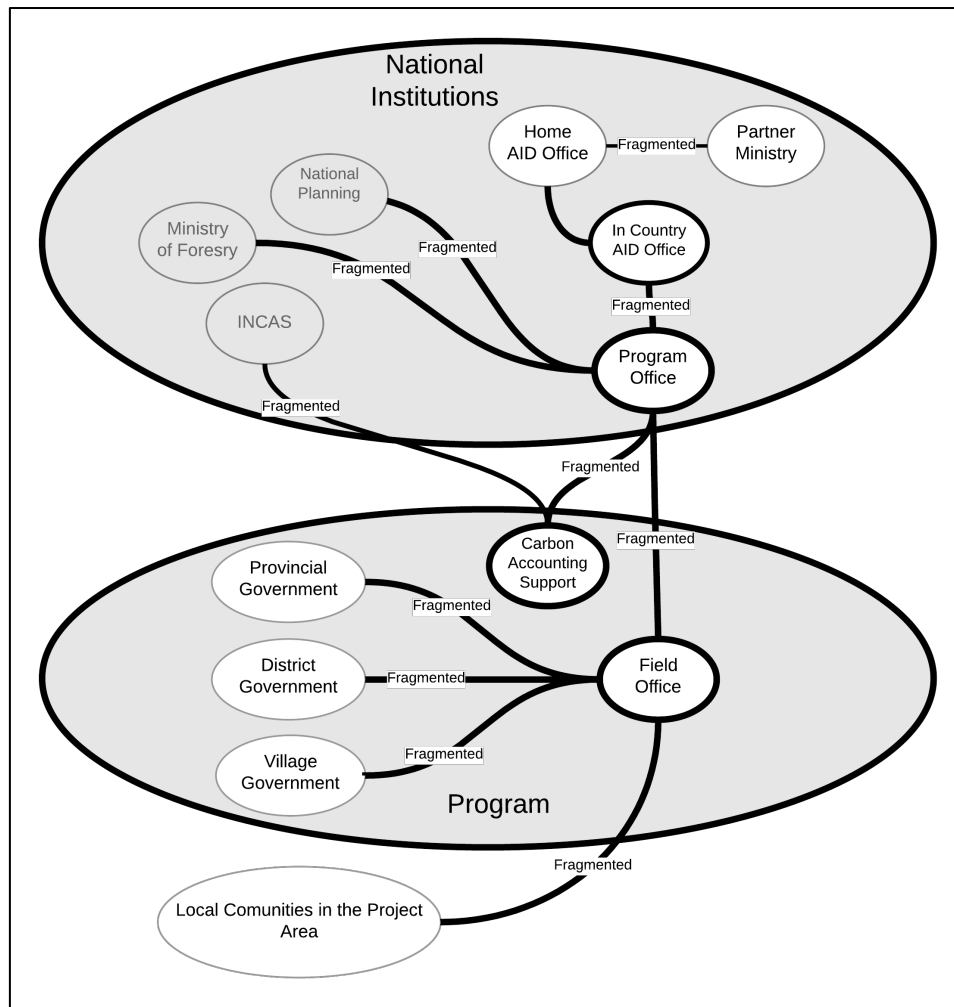 National
Institutions
Home
AID Office
Fragmented
Partner
Ministry
National
Planning
Ministry
of Foresry
Fragmented
Fragmented
In Country
AID Office
Fragmented
INCAS
Program
Office
Fragmented
Fragmented
Fragmented
Carbon
Accounting
Support
Provincial
Government
Fragmented
District
Government
Fragmented
Field
Office
Village
Government
Fragmented
Program
Fragmented
Local Comunities in the Project
Area